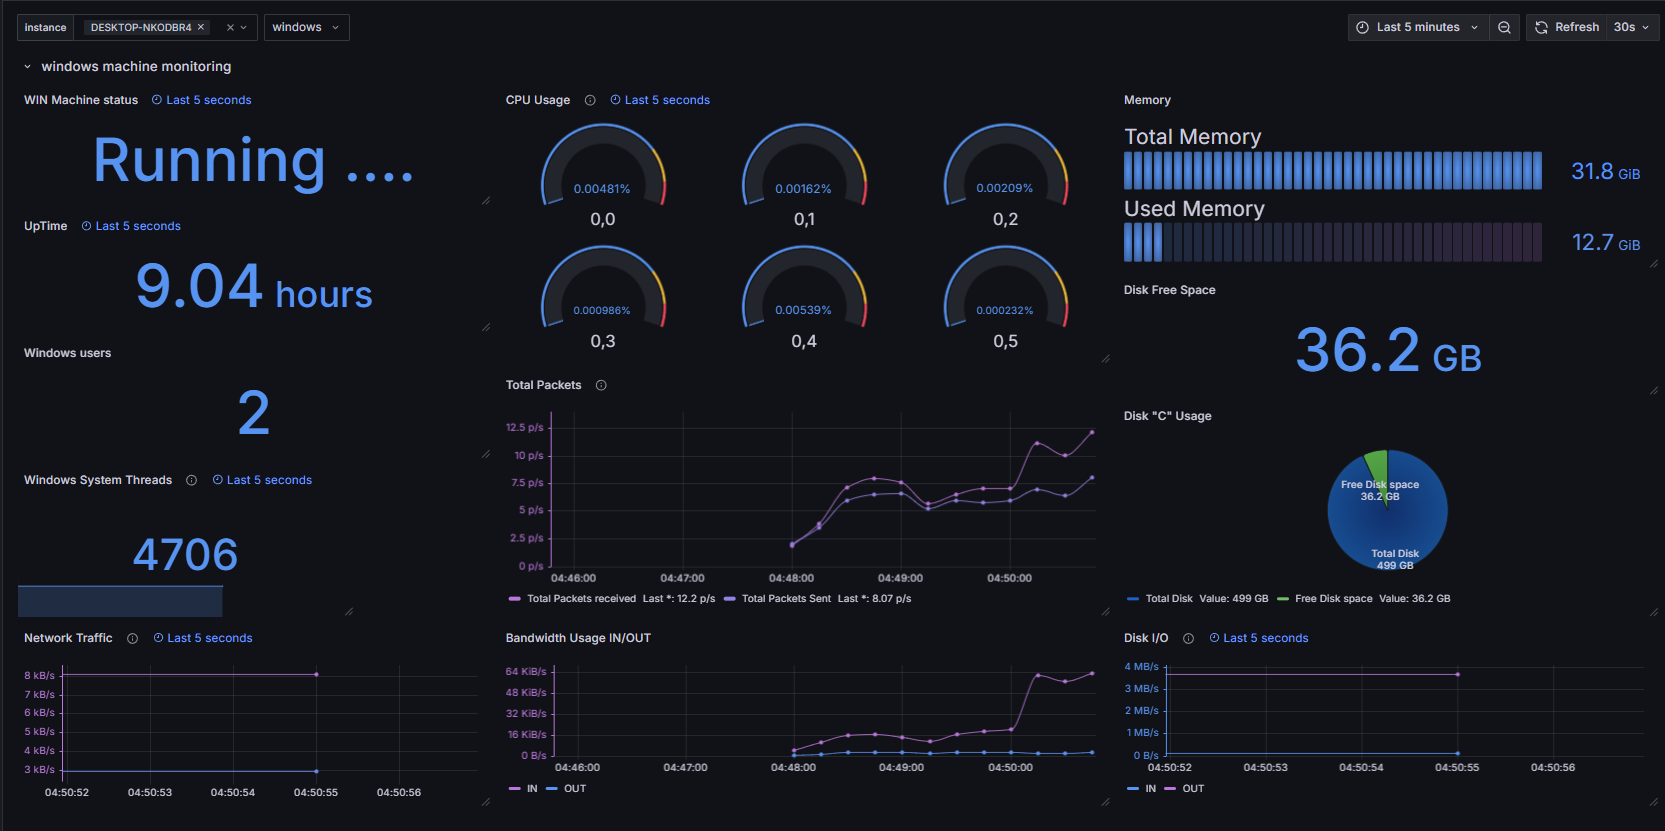 instance DESKTOP-NKODBR4 windows Last 5 minutes Refresh 30s
windows machine monitoring
WIN Machine status Last 5 seconds
Running ....
UpTime Last 5 seconds
9.04 hours
Windows users
2
Windows System Threads Last 5 seconds
4706
CPU Usage Last 5 seconds
0.00481% 0.00162% 0.00209%
0,0 0,1 0,2
0.000986% 0.00539% 0.000232%
0,3 0,4 0,5
Total Packets
12.5 p/s
10 p/s
7.5 p/s
5 p/s
2.5 p/s
0 p/s
04:46:00 04:47:00 04:48:00 04:49:00 04:50:00
Total Packets received Last *: 12.2 p/s Total Packets Sent Last *: 8.07 p/s
Memory
Total Memory
31.8 GiB
Used Memory
12.7 GiB
Disk Free Space
36.2 GB
Disk "C" Usage
Free Disk space
36.2 GB
Total Disk
499 GB
Total Disk Value: 499 GB Free Disk space Value: 36.2 GB
Network Traffic Last 5 seconds
8 kB/s
7 kB/s
6 kB/s
5 kB/s
4 kB/s
3 kB/s
04:50:52 04:50:53 04:50:54 04:50:55 04:50:56
Bandwidth Usage IN/OUT
64 KiB/s
48 KiB/s
32 KiB/s
16 KiB/s
0 B/s
04:46:00 04:47:00 04:48:00 04:49:00 04:50:00
IN OUT
Disk I/O Last 5 seconds
4 MB/s
3 MB/s
2 MB/s
1 MB/s
0 B/s
04:50:52 04:50:53 04:50:54 04:50:55 04:50:56
IN OUT